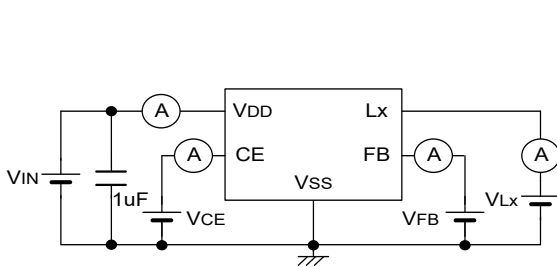 A VDD Lx
A CE FB A A
VIN VSS
1uF VCE VFB VLx